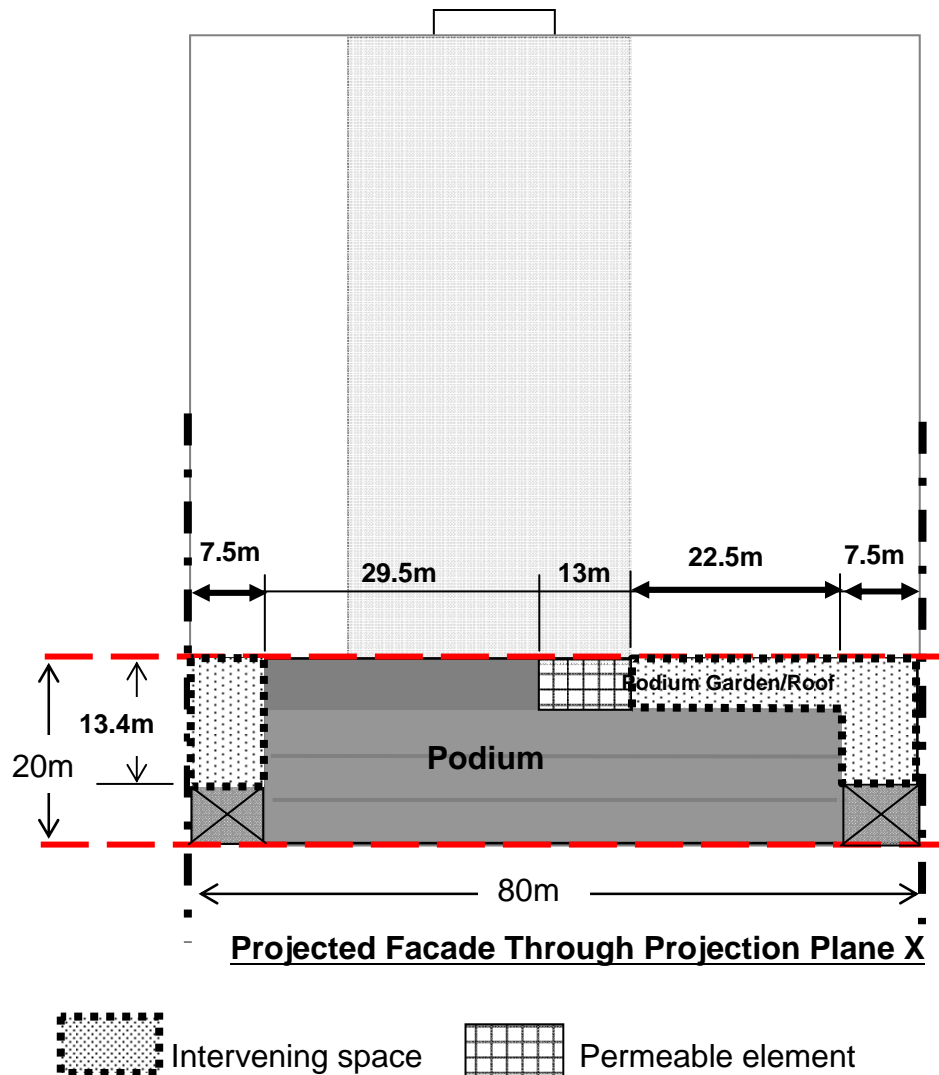 7.5m
7.5m
22.5m
29.5m
13m
Podium Garden/Roof
13.4m
20m
Podium
80m
Projected Facade Through Projection Plane X
Intervening space
Permeable element